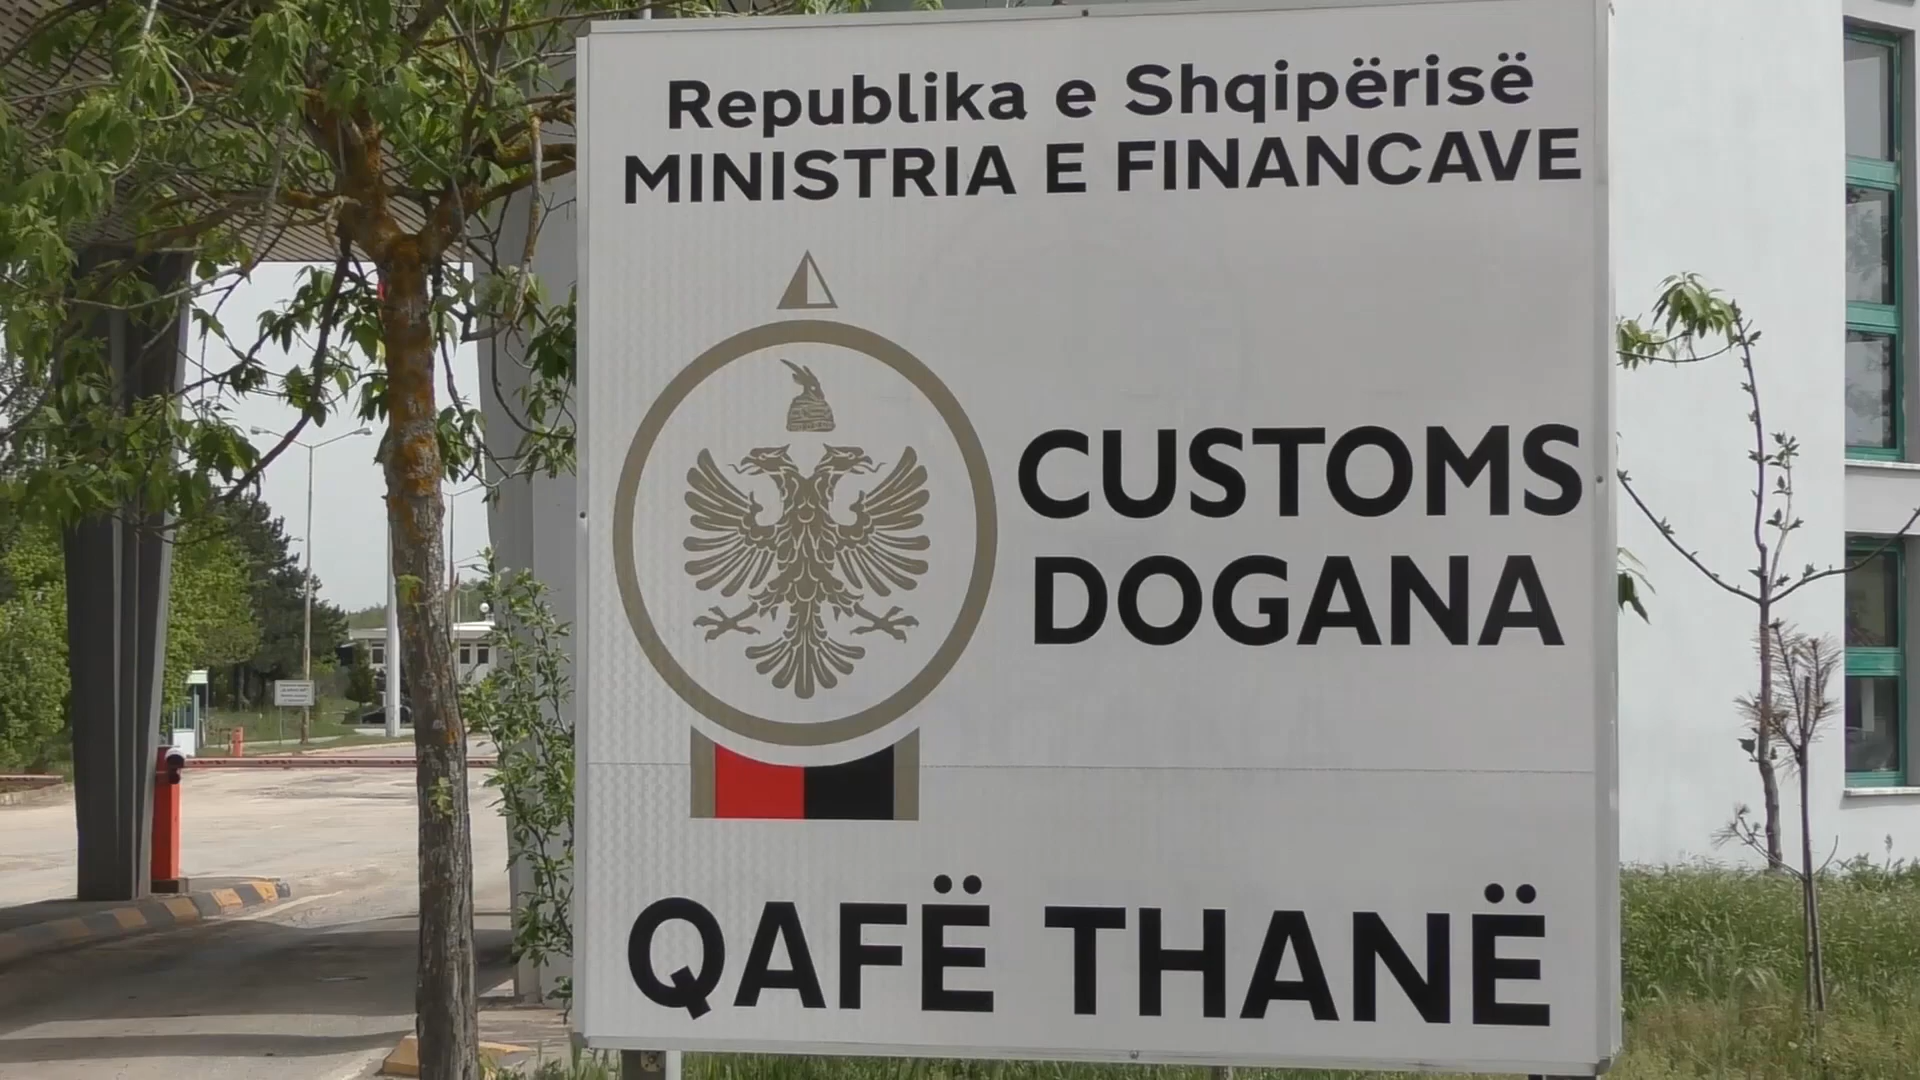 Republika e Shqipërisë
MINISTRIA E FINANCAVE
CUSTOMS
DOGANA
QAFË THANË